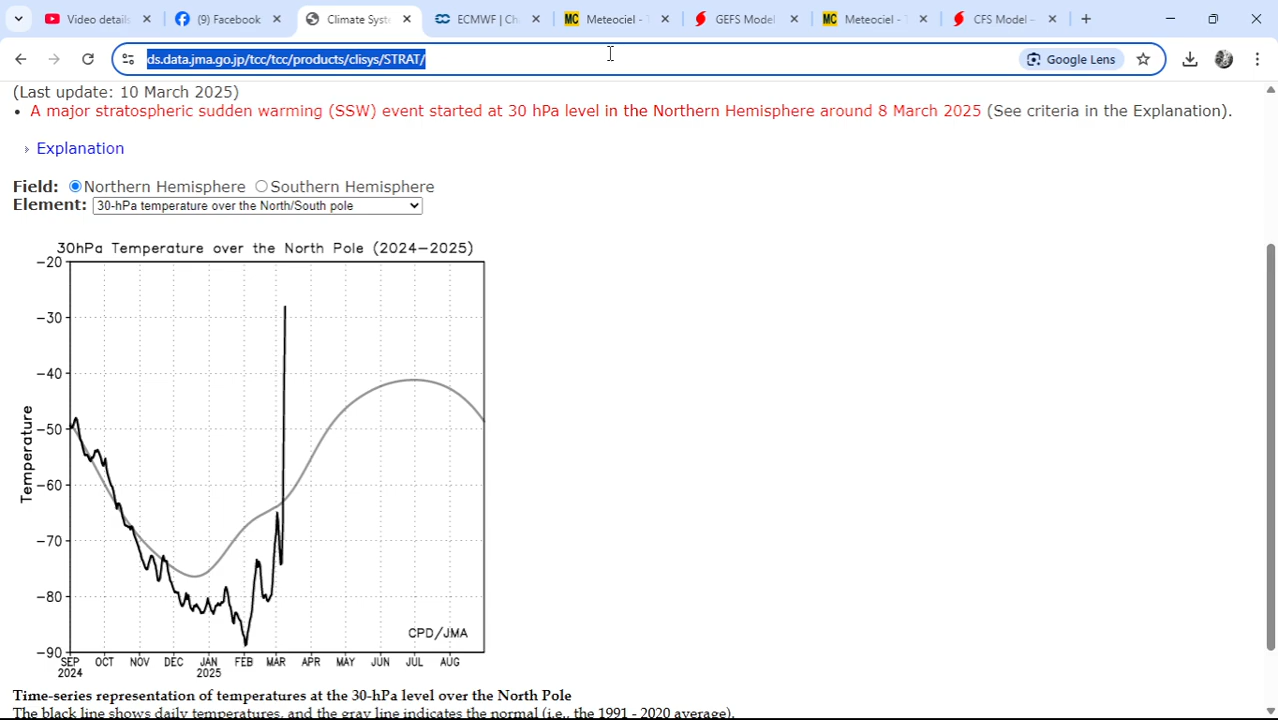 Video details
(9) Facebook
Climate Syst
ECMWF | Ch
MC Meteociel - T
GEFS Model
MC Meteociel - T
CFS Model –
ds.data.jma.go.jp/tcc/tcc/products/clisys/STRAT/
Google Lens
(Last update: 10 March 2025)
• A major stratospheric sudden warming (SSW) event started at 30 hPa level in the Northern Hemisphere around 8 March 2025 (See criteria in the Explanation).
Explanation
Field: Northern Hemisphere Southern Hemisphere
Element: 30-hPa temperature over the North/South pole
30hPa Temperature over the North Pole (2024-2025)
-20
-30
-40
-50
-60
-70
-80
-90
Temperature
CPD/JMA
SEP OCT NOV DEC JAN FEB MAR APR MAY JUN JUL AUG
2024 2025
Time-series representation of temperatures at the 30-hPa level over the North Pole
The black line shows daily temperatures, and the gray line indicates the normal (i.e., the 1991 - 2020 average).